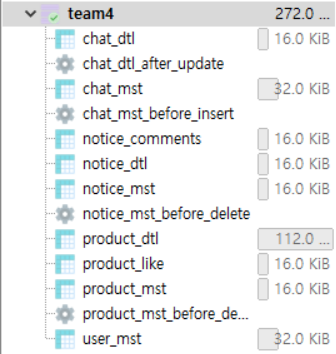 team4 272.0 ...
chat_dtl 16.0 KiB
chat_dtl_after_update
chat_mst 32.0 KiB
chat_mst_before_insert
notice_comments 16.0 KiB
notice_dtl 16.0 KiB
notice_mst 16.0 KiB
notice_mst_before_delete
product_dtl 112.0 ...
product_like 16.0 KiB
product_mst 16.0 KiB
product_mst_before_de...
user_mst 32.0 KiB